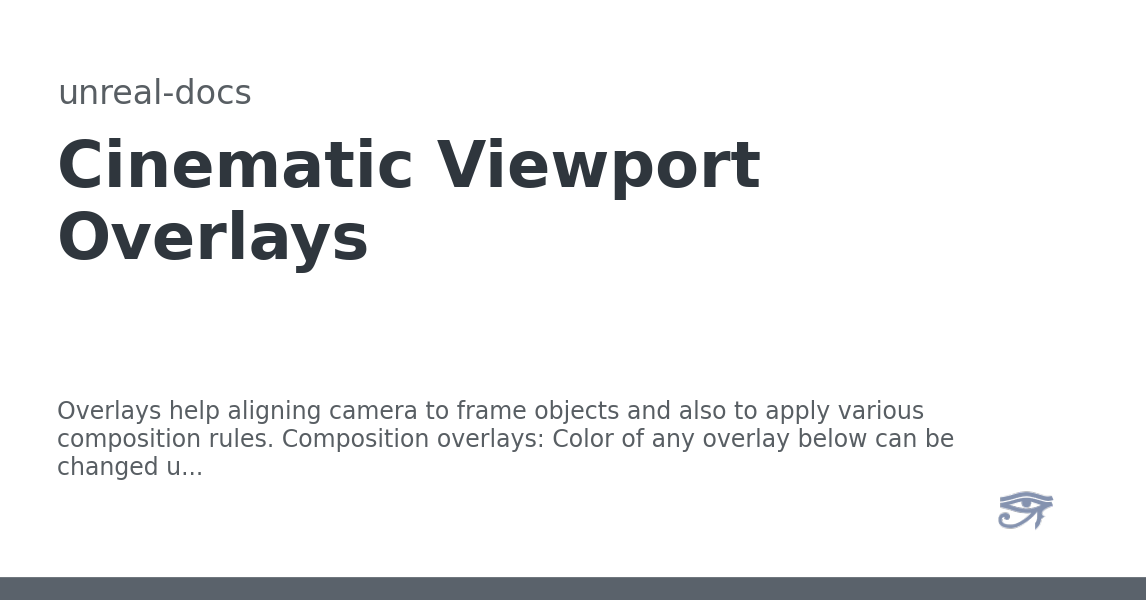 unreal-docs
Cinematic Viewport
Overlays
Overlays help aligning camera to frame objects and also to apply various
composition rules. Composition overlays: Color of any overlay below can be
changed u...